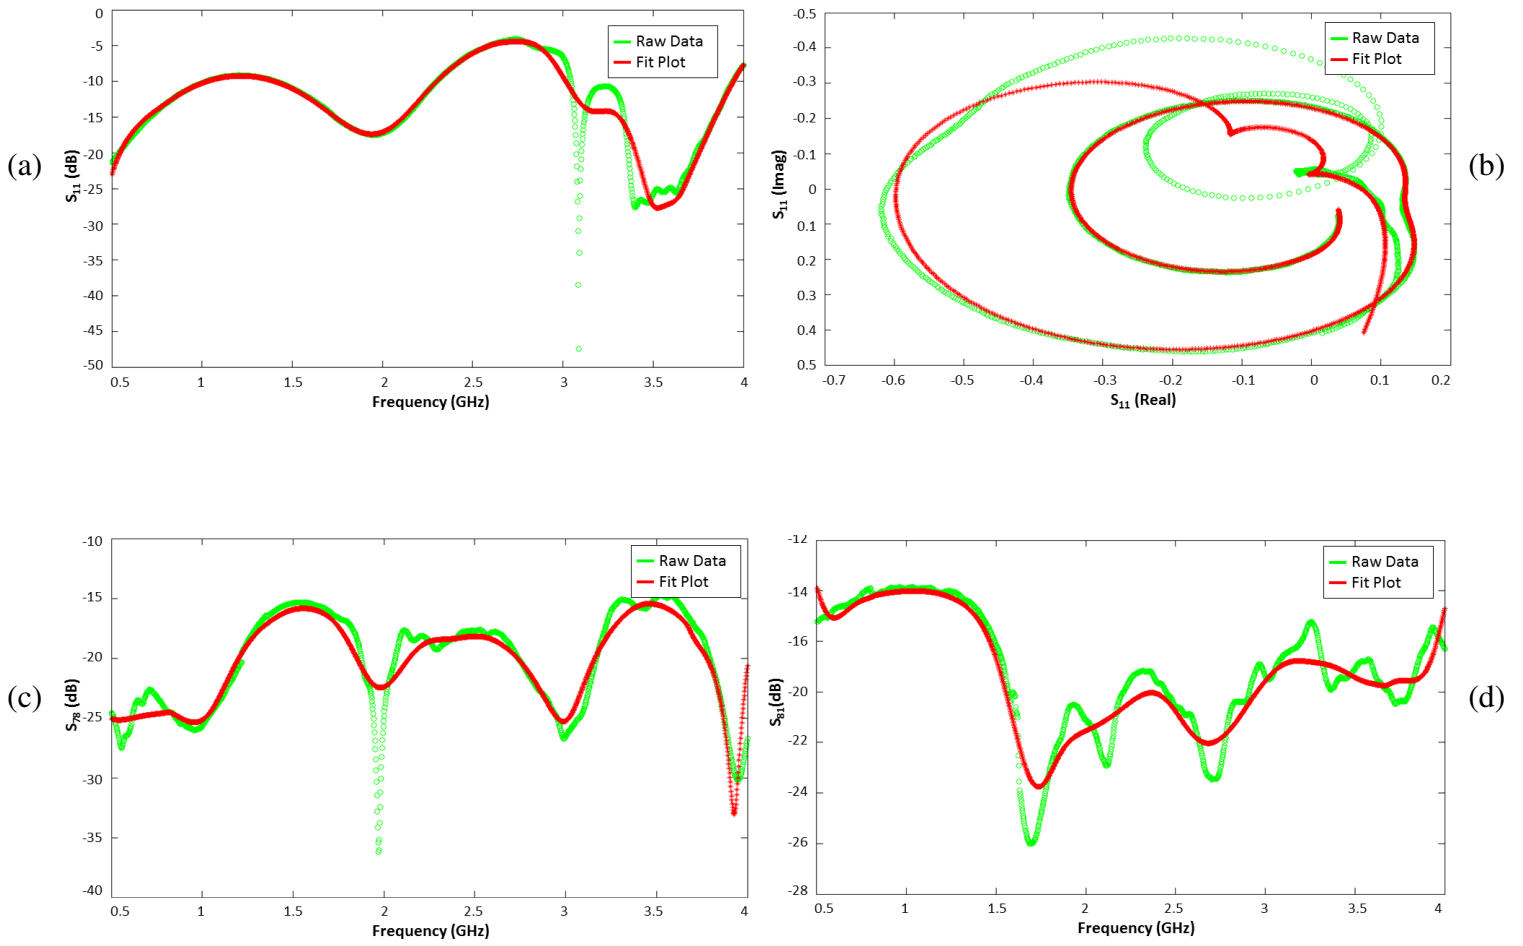 (a)
0
-5
-10
-15
-20
-25
-30
-35
-40
-45
-50
S11 (dB)
0.5 1 1.5 2 2.5 3 3.5 4
Frequency (GHz)
Raw Data
Fit Plot
(b)
-0.5
-0.4
-0.3
-0.2
-0.1
0
0.1
0.2
0.3
0.4
0.5
S11 (Imag)
-0.7 -0.6 -0.5 -0.4 -0.3 -0.2 -0.1 0 0.1 0.2
S11 (Real)
Raw Data
Fit Plot
(c)
-10
-15
-20
-25
-30
-35
-40
S78 (dB)
0.5 1 1.5 2 2.5 3 3.5 4
Frequency (GHz)
Raw Data
Fit Plot
(d)
-12
-14
-16
-18
-20
-22
-24
-26
-28
S81(dB)
0.5 1 1.5 2 2.5 3 3.5 4
Frequency (GHz)
Raw Data
Fit Plot